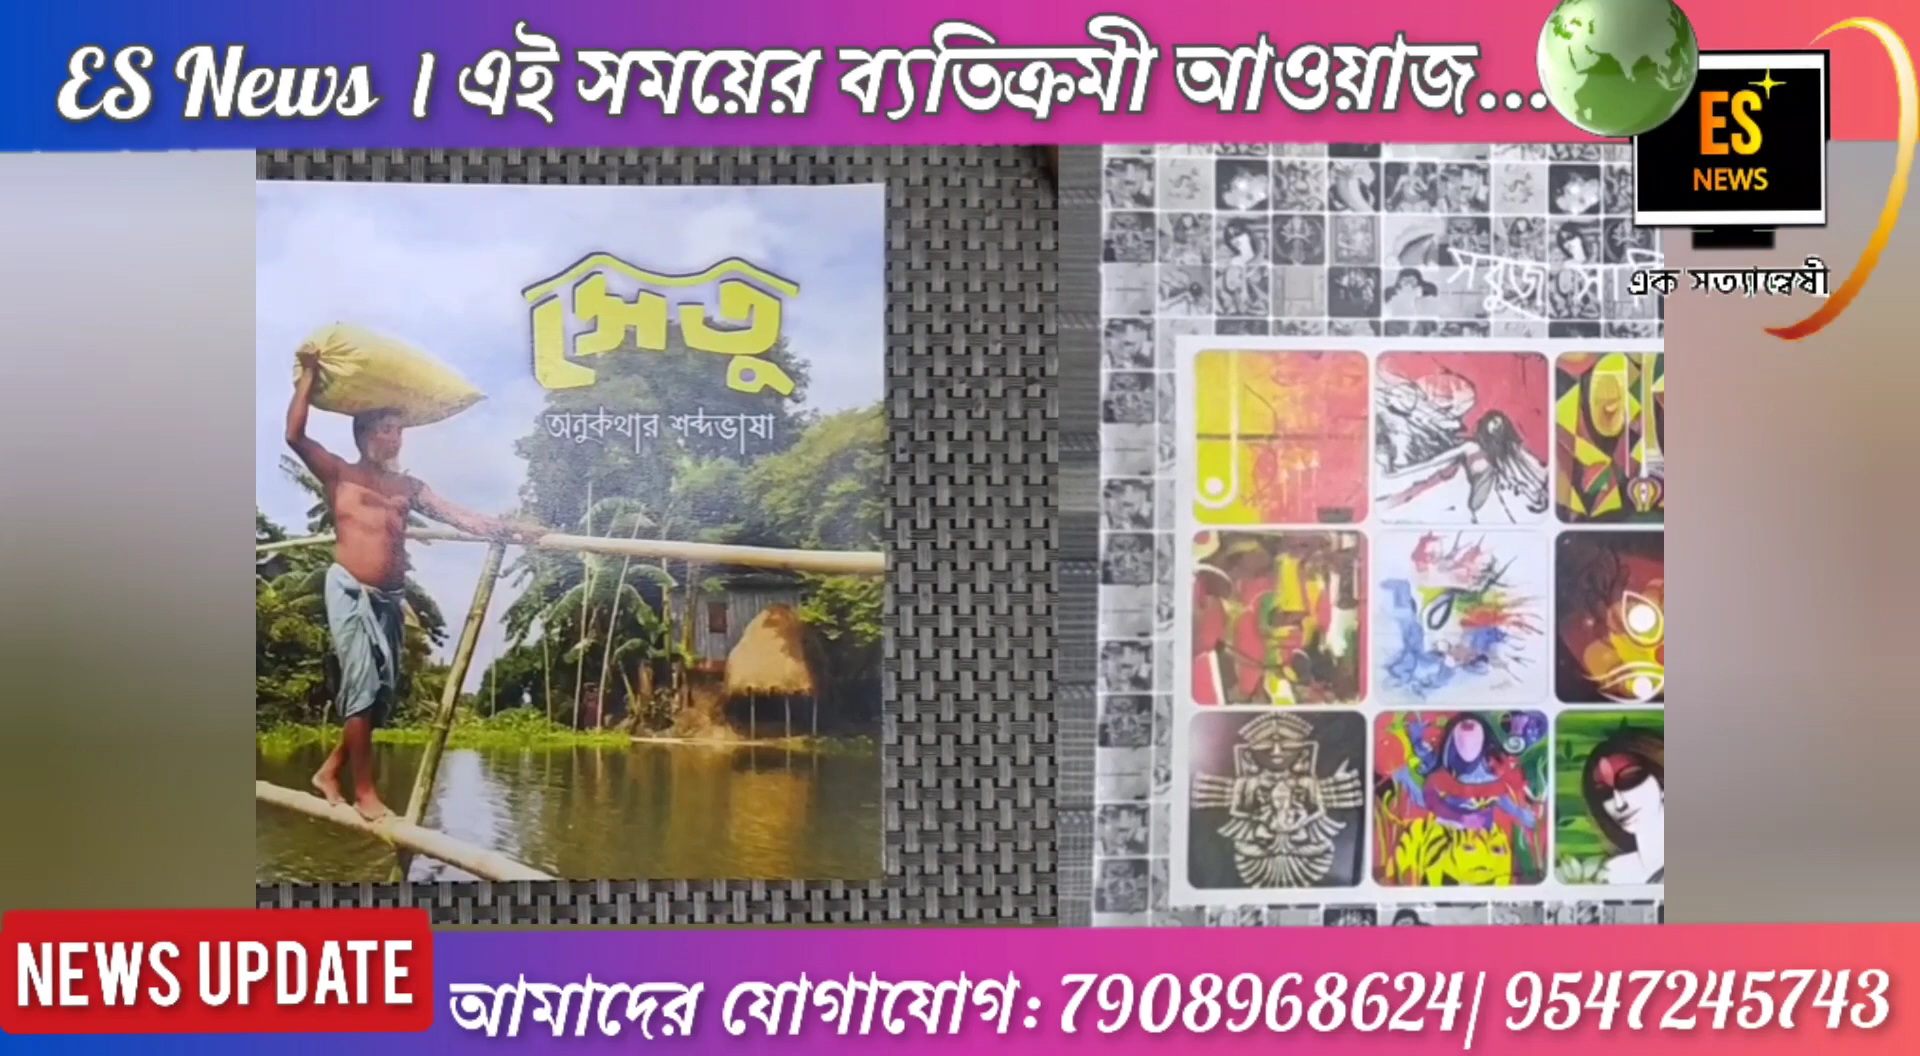 ES News । এই সময়ের ব্যতিক্রমী আওয়াজ...
ES
NEWS
এক সত্যান্বেষী
সেতু
অনুকথার শব্দভাষা
সবুজ
NEWS UPDATE
আমাদের যোগাযোগ: 7908968624/ 9547245743